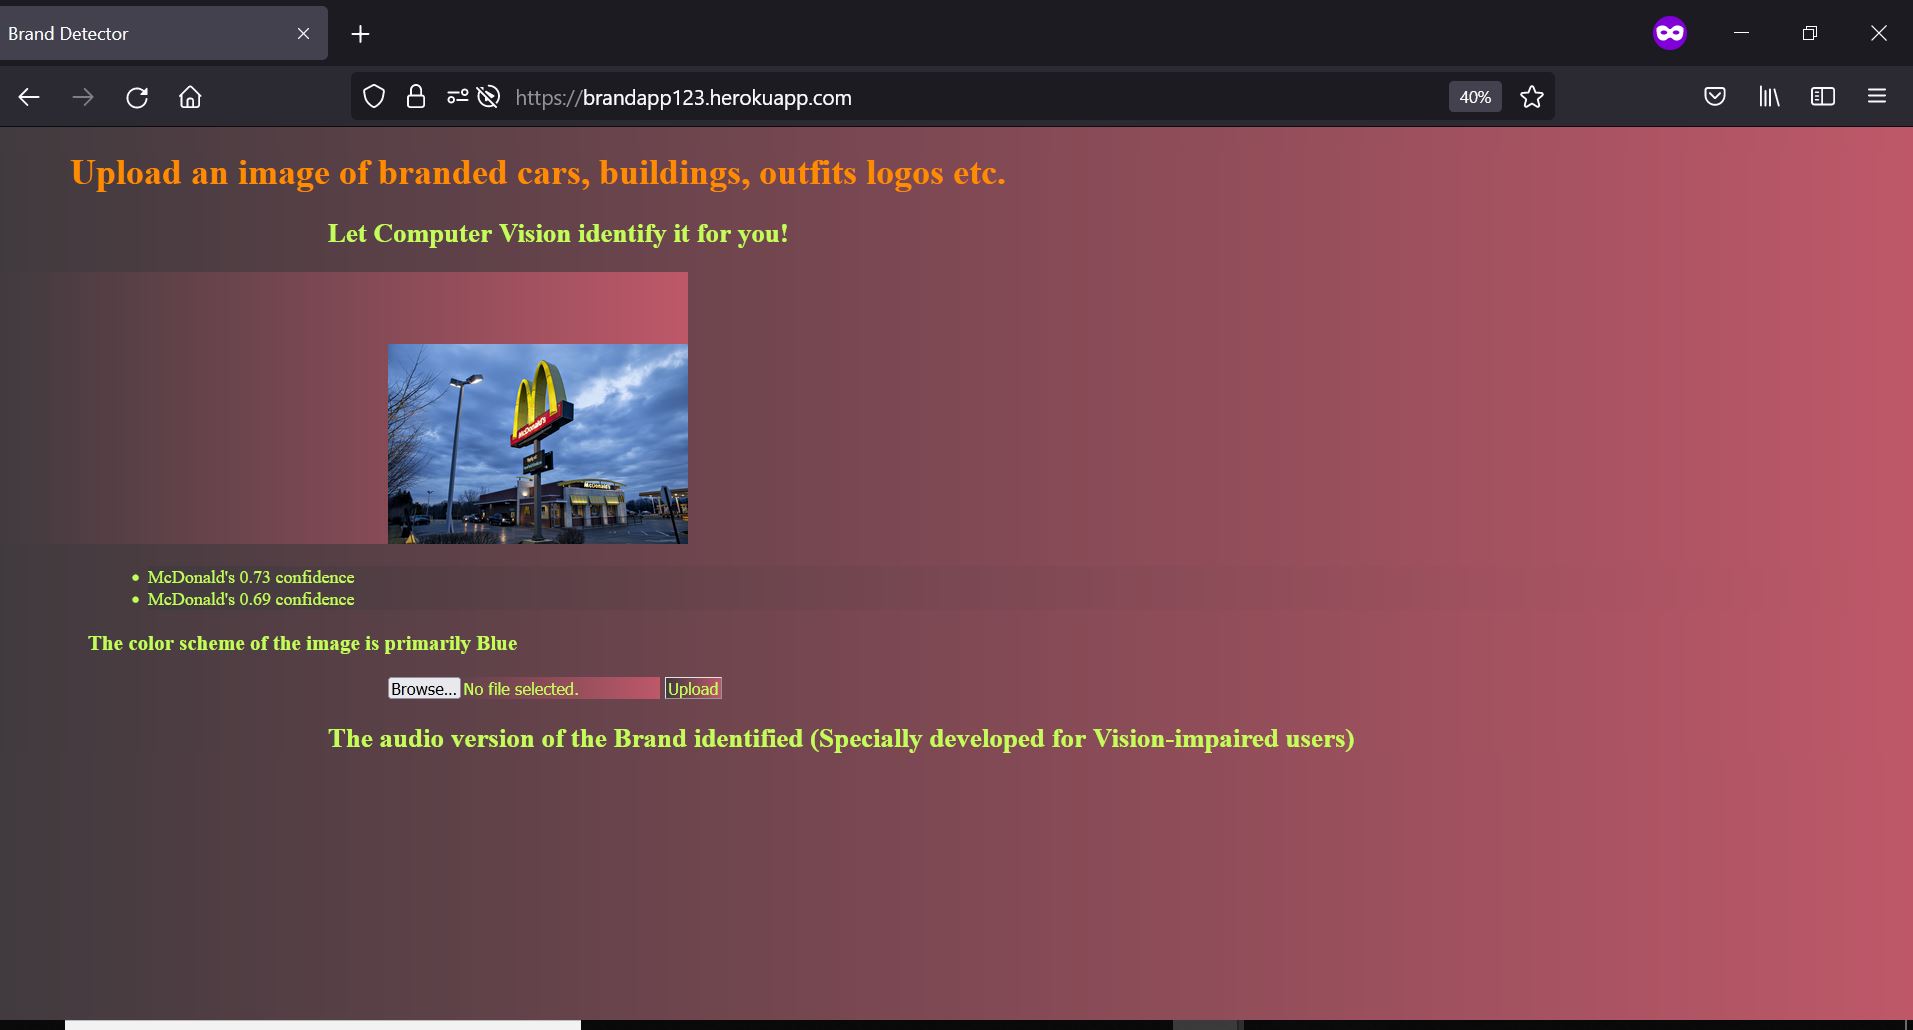 Brand Detector
https://brandapp123.herokuapp.com
40%
Upload an image of branded cars, buildings, outfits logos etc.
Let Computer Vision identify it for you!
McDonald's
McDonald's
• McDonald's 0.73 confidence
• McDonald's 0.69 confidence
The color scheme of the image is primarily Blue
Browse... No file selected. Upload
The audio version of the Brand identified (Specially developed for Vision-impaired users)